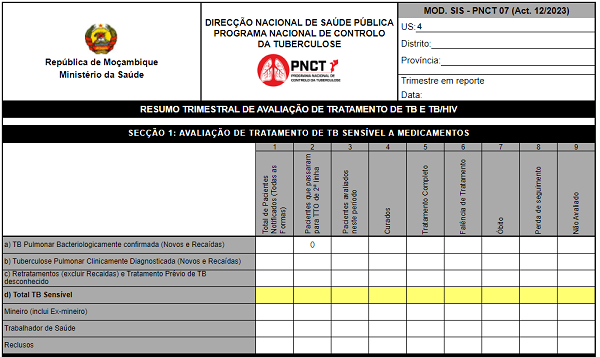 República de Moçambique
Ministério da Saúde
DIRECÇÃO NACIONAL DE SAÚDE PÚBLICA
PROGRAMA NACIONAL DE CONTROLO
DA TUBERCULOSE
PNCT
PROGRAMA NACIONAL DE
CONTROLO DA TUBERCULOSE
MOD. SIS - PNCT 07 (Act. 12/2023)
US: 4
Distrito:
Província:
Trimestre em reporte
Data:
RESUMO TRIMESTRAL DE AVALIAÇÃO DE TRATAMENTO DE TB E TB/HIV
SECÇÃO 1: AVALIAÇÃO DE TRATAMENTO DE TB SENSÍVEL A MEDICAMENTOS
1 2 3 4 5 6 7 8 9
Total de Pacientes
Notificados (Todas as
Formas)
Pacientes que passaram
para TTO de 2ª linha
Pacientes avaliados
neste período
Curados
Tratamento Completo
Falência de Tratamento
Óbito
Perda de seguimento
Não Avaliado
a) TB Pulmonar Bacteriologicamente confirmada (Novos e Recaídas) 0
b) Tuberculose Pulmonar Clinicamente Diagnosticada (Novos e Recaídas)
c) Retratamentos (excluir Recaidas) e Tratamento Prévio de TB
desconhecido
d) Total TB Sensível
Mineiro (inclui Ex-mineiro)
Trabalhador de Saúde
Reclusos